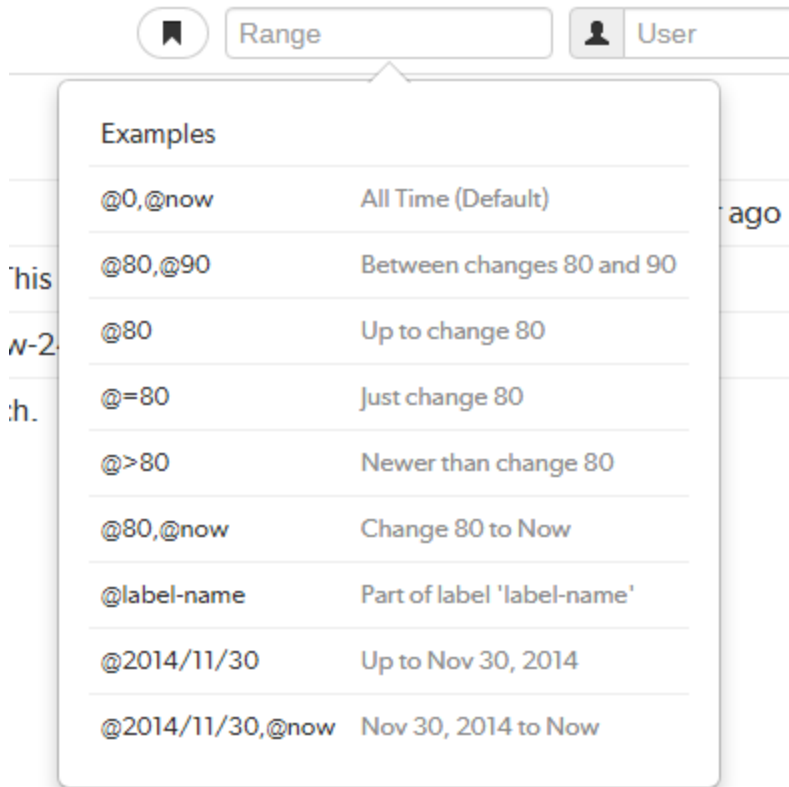 Range
User
Examples
@0,@now All Time (Default)
ago
@80,@90 Between changes 80 and 90
This
@80 Up to change 80
w-2
@=80 Just change 80
ch.
@>80 Newer than change 80
@80,@now Change 80 to Now
@label-name Part of label 'label-name'
@2014/11/30 Up to Nov 30, 2014
@2014/11/30,@now Nov 30, 2014 to Now